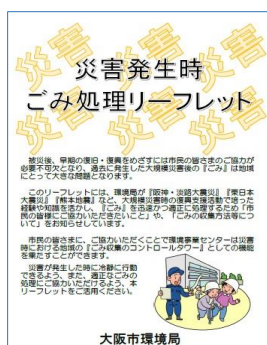 災害 災害 災害
災害発生時
ごみ処理リーフレット
被災後、早期の復旧・復興をめざすには市民の皆さまのご協力が
必要不可欠となり、過去に発生した大規模災害後の『ごみ』は地域
にとって大きな問題となります。
このリーフレットには、環境局が『阪神・淡路大震災』『東日本
大震災』『熊本地震』など、大規模災害時の復興支援活動で培った
経験や知識を活かし、『ごみ』を迅速かつ適正に処理するため「市
民の皆様にご協力いただきたいこと」や、「ごみの収集方法等につ
いて」をお知らせしています。
市民の皆さまに、ご協力いただくことで環境事業センターは災害
時における地域の『ごみ収集のコントロールタワー』としての機能
を果たすことができます。
災害が発生した時に冷静に行動
できるよう、また、適正なごみの
処理にご協力いただけるよう、本
リーフレットをご活用ください。
大阪市環境局